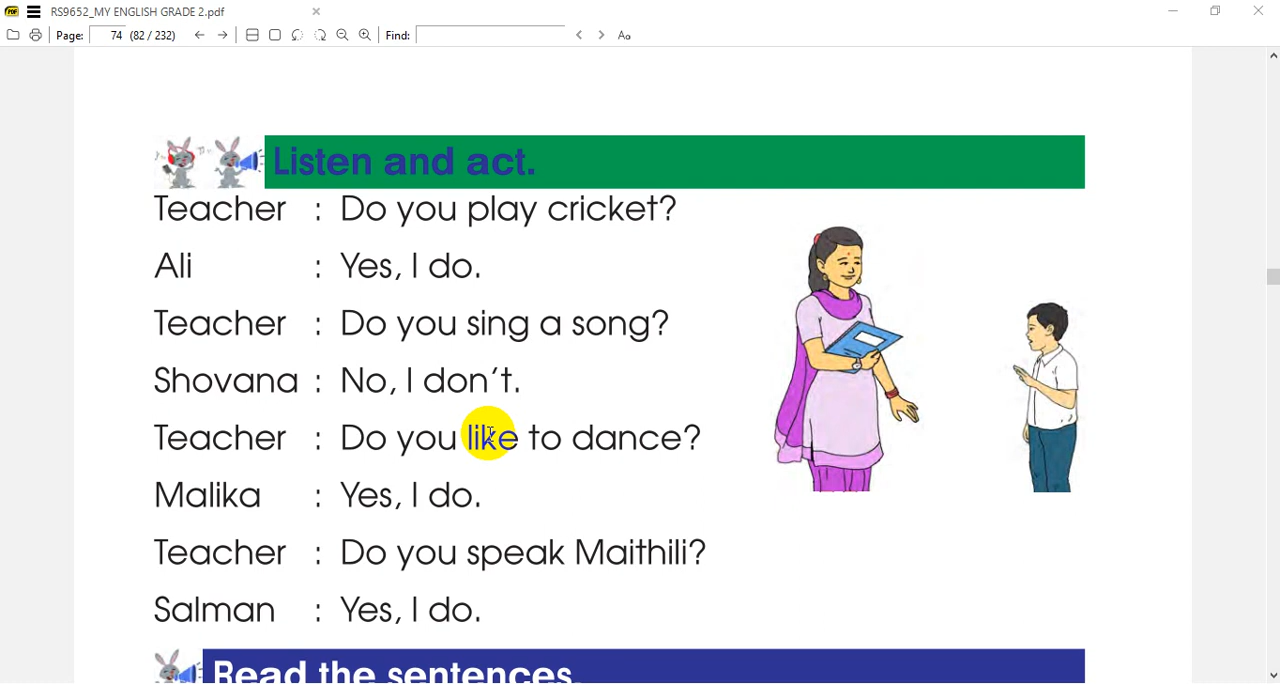 RS9652_MY ENGLISH GRADE 2.pdf
Page: 74 (82 / 232) Find:
Listen and act.
Teacher : Do you play cricket?
Ali : Yes, I do.
Teacher : Do you sing a song?
Shovana : No, I don't.
Teacher : Do you like to dance?
Malika : Yes, I do.
Teacher : Do you speak Maithili?
Salman : Yes, I do.
Read the sentences.